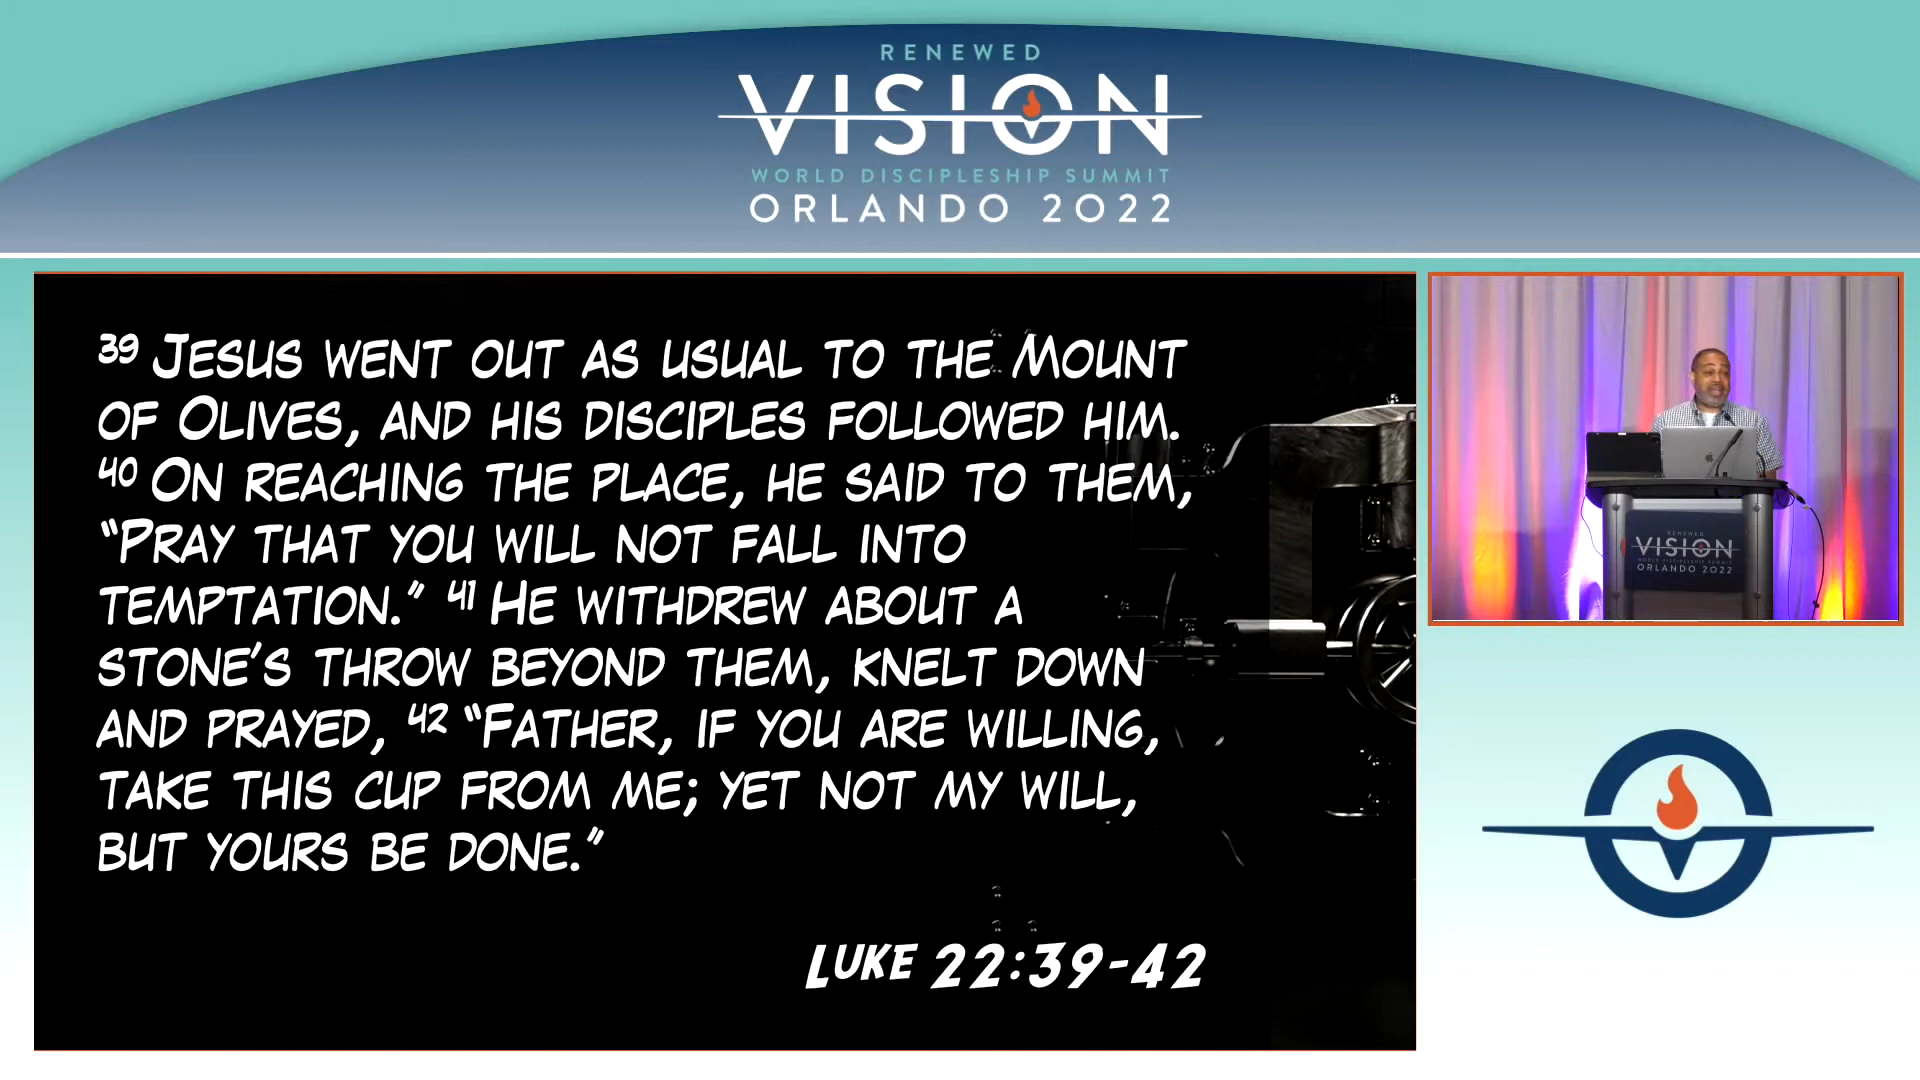 RENEWED
VISION
WORLD DISCIPLESHIP SUMMIT
ORLANDO 2022
39 JESUS WENT OUT AS USUAL TO THE MOUNT
OF OLIVES, AND HIS DISCIPLES FOLLOWED HIM.
40 ON REACHING THE PLACE, HE SAID TO THEM,
“PRAY THAT YOU WILL NOT FALL INTO
TEMPTATION.” 41 HE WITHDREW ABOUT A
STONE’S THROW BEYOND THEM, KNELT DOWN
AND PRAYED, 42 “FATHER, IF YOU ARE WILLING,
TAKE THIS CUP FROM ME; YET NOT MY WILL,
BUT YOURS BE DONE.”
LUKE 22:39-42
RENEWED
VISION
WORLD DISCIPLESHIP SUMMIT
ORLANDO 2022